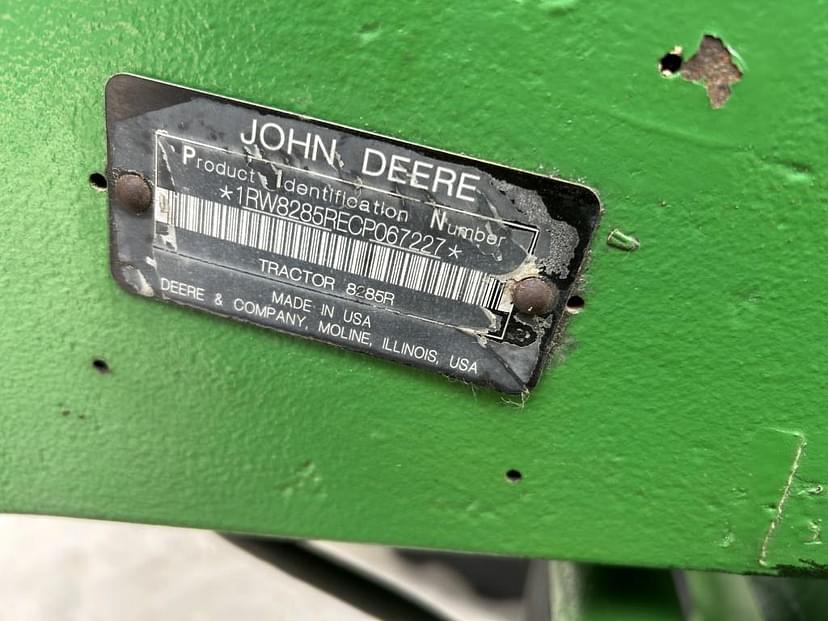 JOHN DEERE
Product Identification Number
*1RW8285RECP067227*
TRACTOR 8285R
MADE IN USA
DEERE & COMPANY, MOLINE, ILLINOIS, USA